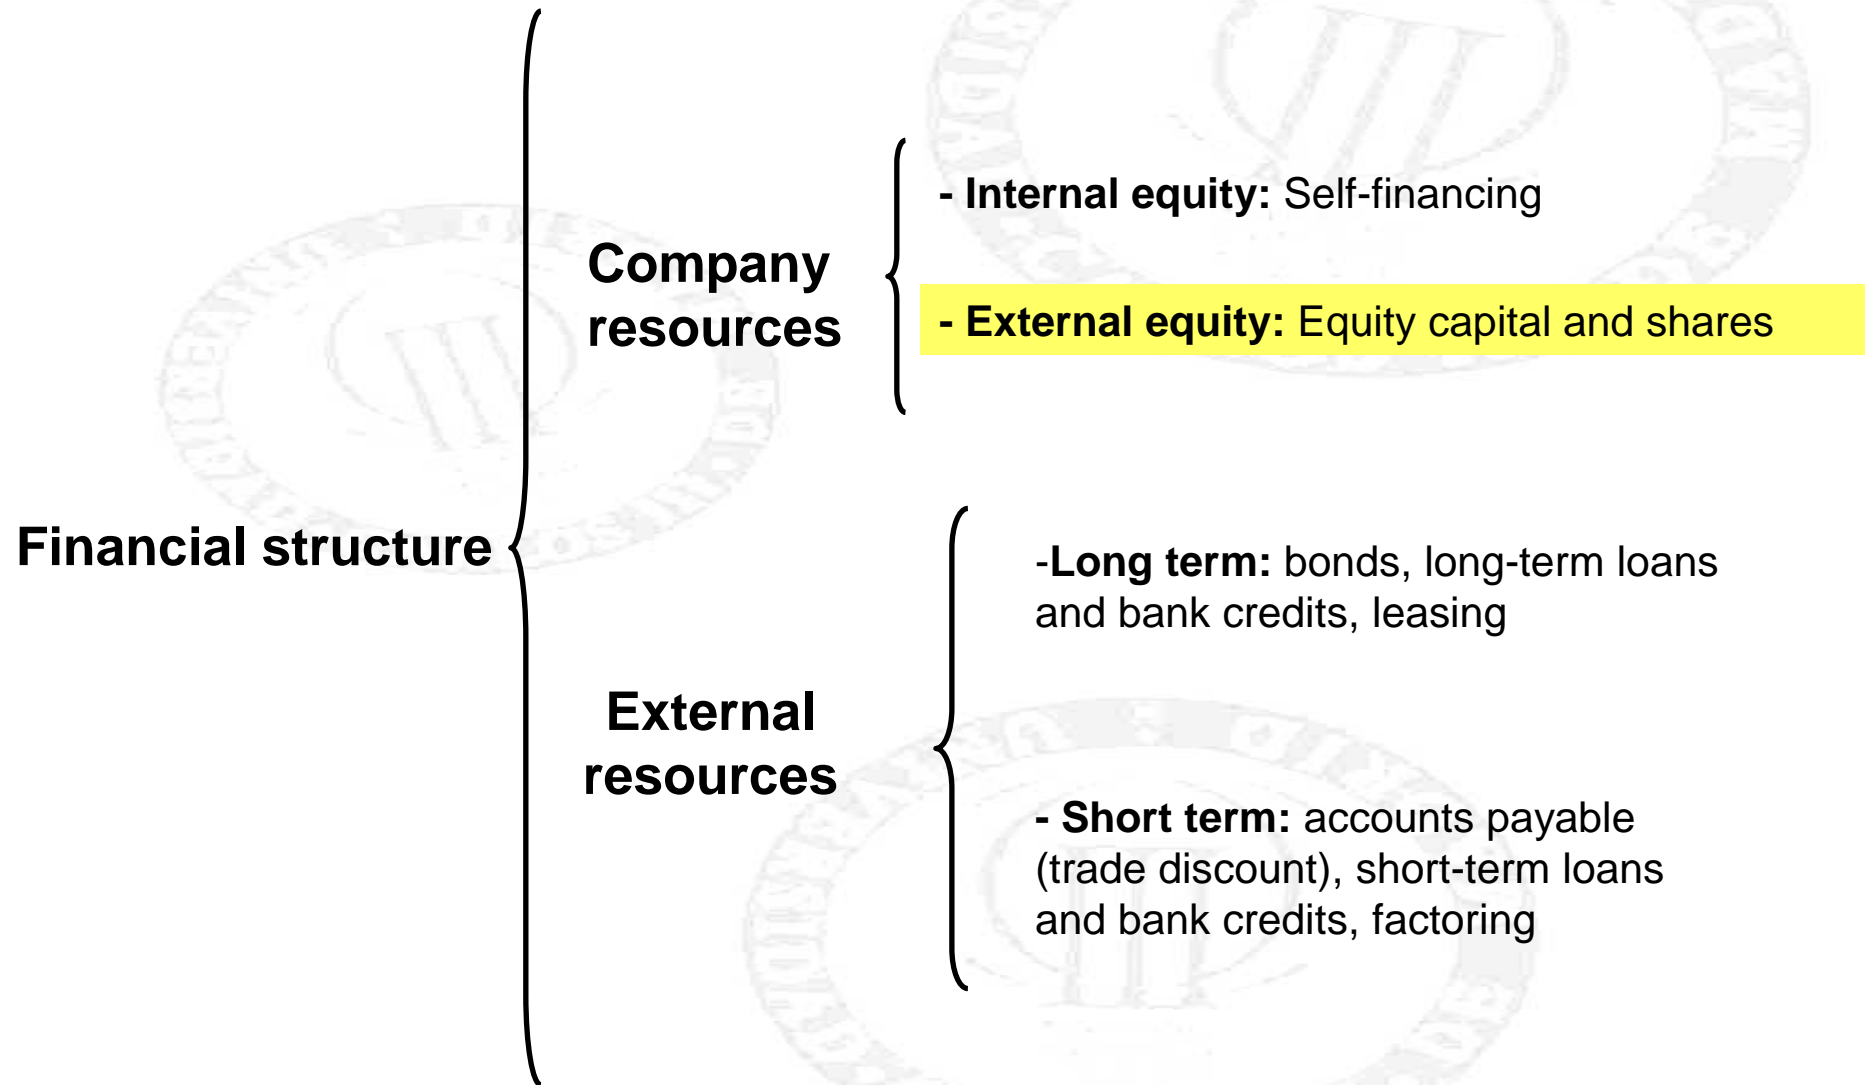 Financial structure
Company
resources
- Internal equity: Self-financing
- External equity: Equity capital and shares
External
resources
-Long term: bonds, long-term loans
and bank credits, leasing
- Short term: accounts payable
(trade discount), short-term loans
and bank credits, factoring